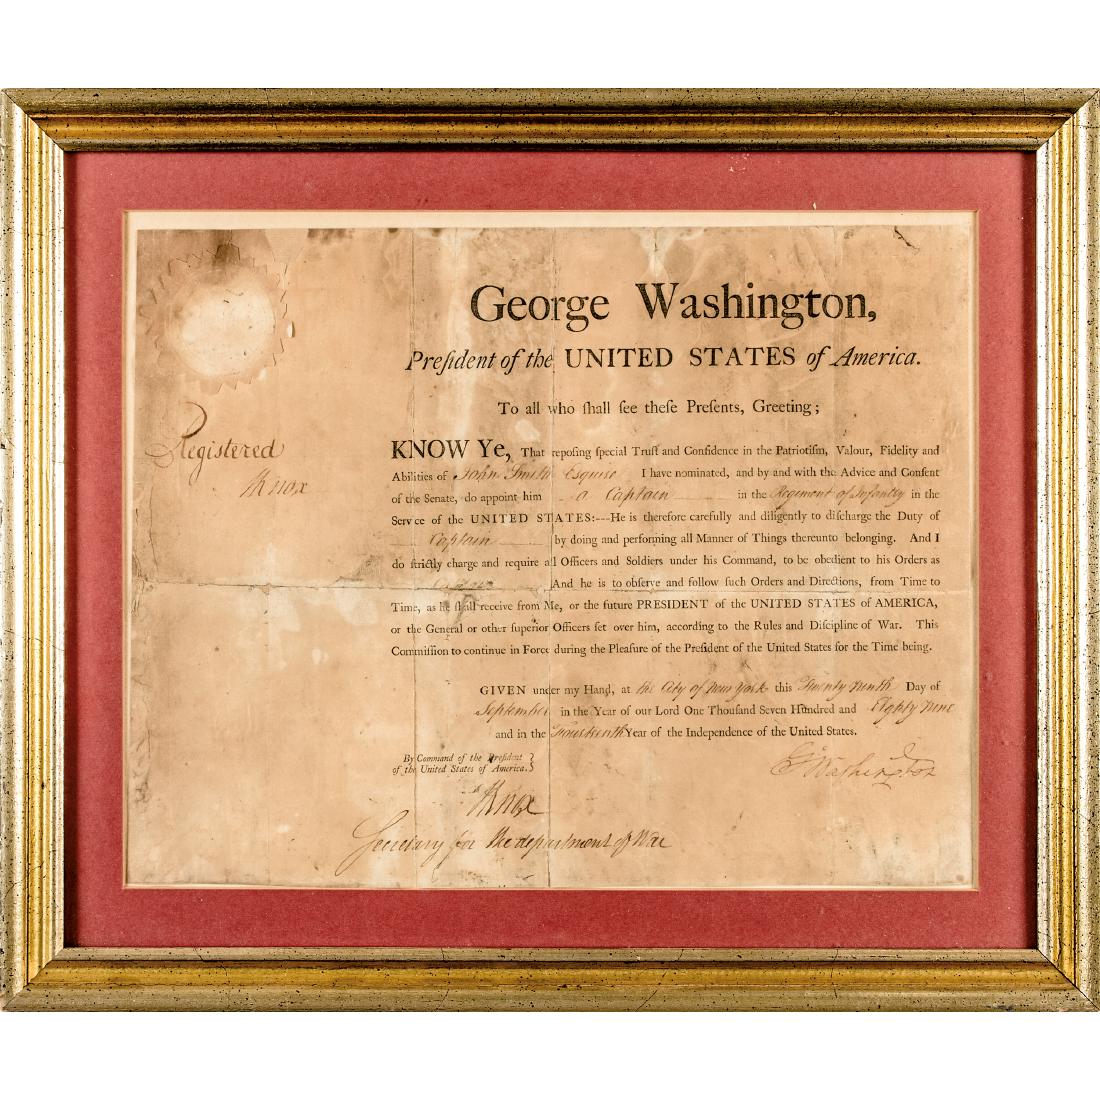 George Washington,
Preſident of the UNITED STATES of America.
To all who ſhall ſee theſe Preſents, Greeting;
Registered
HKnox
KNOW Ye, That repoſing ſpecial Truſt and Confidence in the Patriotiſm, Valour, Fidelity and
Abilities of John Smith Esquire I have nominated, and by and with the Advice and Conſent
of the Senate, do appoint him a Captain in the Regiment of Infantry in the
Service of the UNITED STATES:---He is therefore carefully and diligently to diſcharge the Duty of
Captain by doing and performing all Manner of Things thereunto belonging. And I
do ſtrictly charge and require all Officers and Soldiers under his Command, to be obedient to his Orders as
Captain And he is to obſerve and follow ſuch Orders and Directions, from Time to
Time, as he ſhall receive from Me, or the future PRESIDENT of the UNITED STATES of AMERICA,
or the General or other ſuperior Officers ſet over him, according to the Rules and Diſcipline of War. This
Commiſſion to continue in Force during the Pleaſure of the Preſident of the United States for the Time being.
GIVEN under my Hand, at the City of New York this Twenty ninth Day of
September in the Year of our Lord One Thouſand Seven Hundred and Eighty nine
and in the Fourteenth Year of the Independence of the United States.
By Command of the Preſident
of the United States of America.
Go Washington
HKnox
Secretary for the department of War